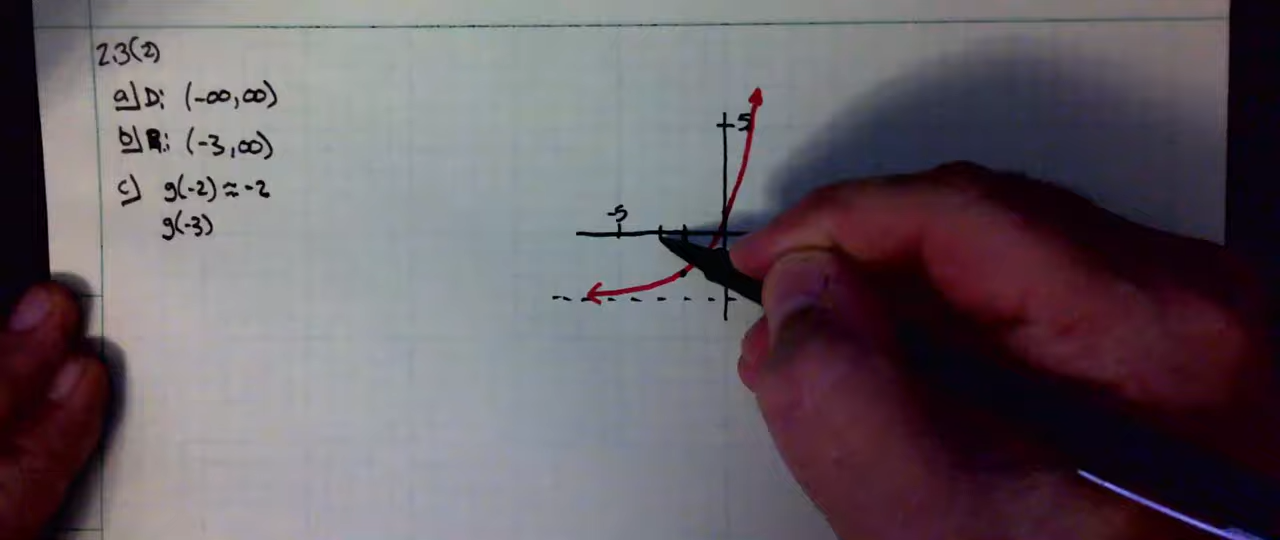 2.3(2)
a) D: (-∞,∞)
b) R: (-3,∞)
c) g(-2) ≈ -2
g(-3)
5
-5